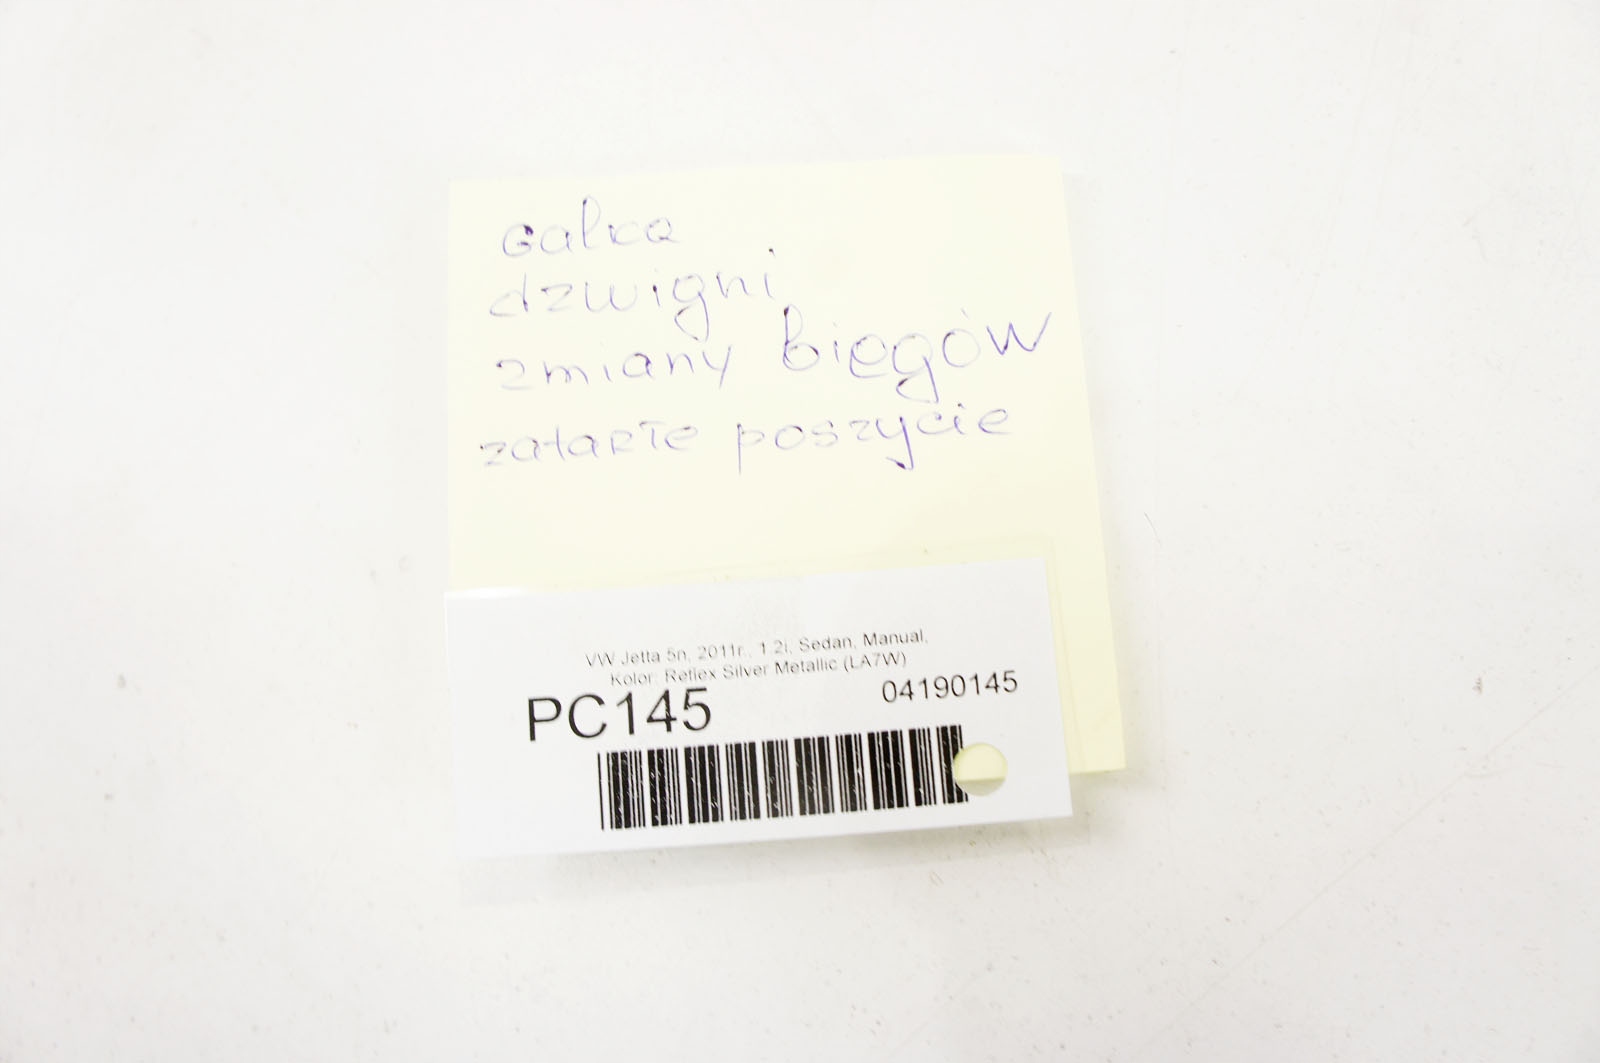 Gałka
dzwigni
zmiany biegów
zatarte poszycie
VW Jetta 5n, 2011r., 1.2i, Sedan, Manual,
Kolor: Reflex Silver Metallic (LA7W)
PC145
04190145